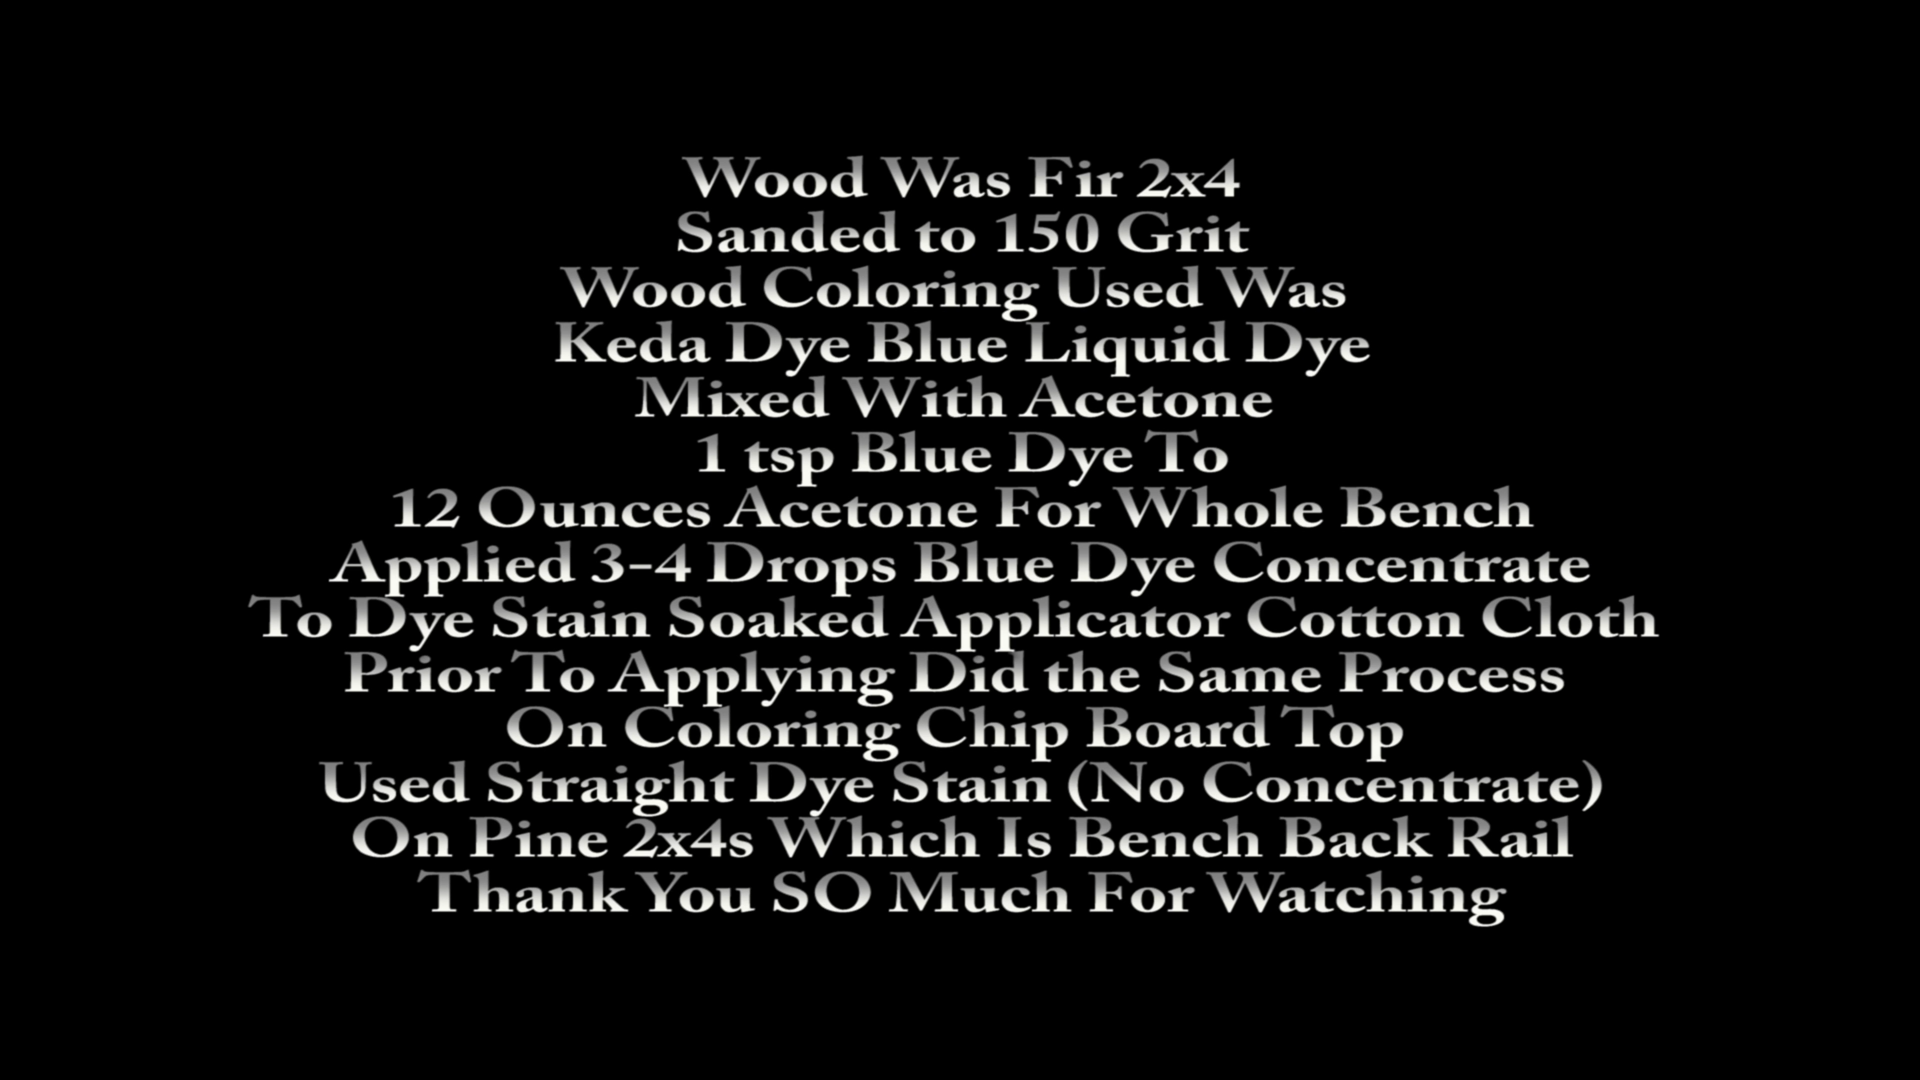 Wood Was Fir 2x4
Sanded to 150 Grit
Wood Coloring Used Was
Keda Dye Blue Liquid Dye
Mixed With Acetone
1 tsp Blue Dye To
12 Ounces Acetone For Whole Bench
Applied 3-4 Drops Blue Dye Concentrate
To Dye Stain Soaked Applicator Cotton Cloth
Prior To Applying Did the Same Process
On Coloring Chip Board Top
Used Straight Dye Stain (No Concentrate)
On Pine 2x4s Which Is Bench Back Rail
Thank You SO Much For Watching